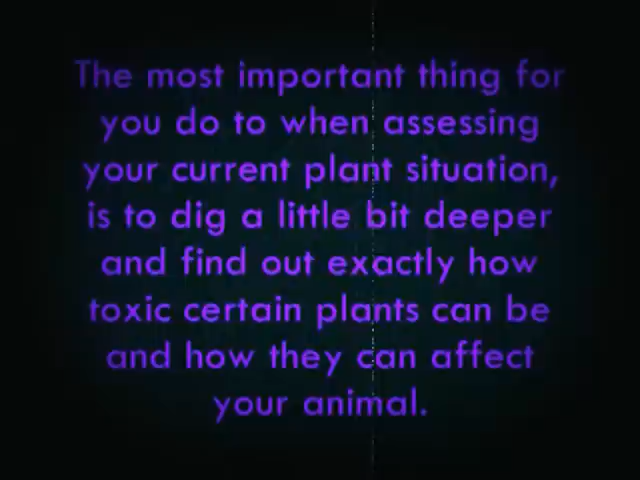 The most important thing for
you do to when assessing
your current plant situation,
is to dig a little bit deeper
and find out exactly how
toxic certain plants can be
and how they can affect
your animal.